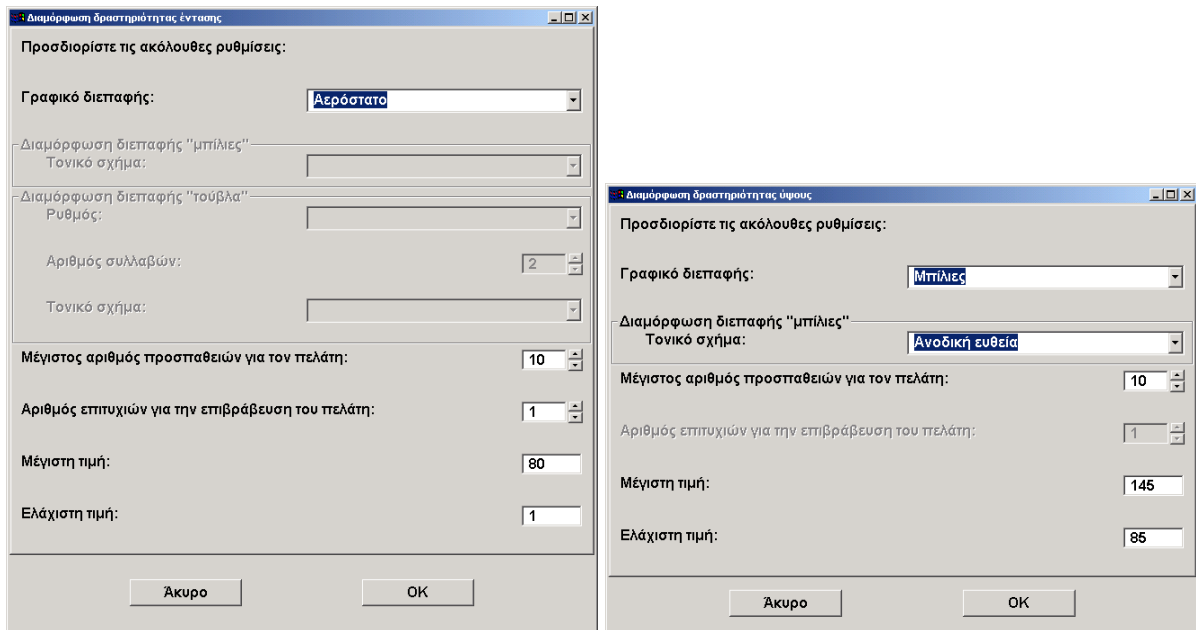 Διαμόρφωση δραστηριότητας έντασης
Προσδιορίστε τις ακόλουθες ρυθμίσεις:
Γραφικό διεπαφής: Αερόστατο
Διαμόρφωση διεπαφής "μπίλιες"
Τονικό σχήμα:
Διαμόρφωση διεπαφής "τούβλα"
Ρυθμός:
Αριθμός συλλαβών: 2
Τονικό σχήμα:
Μέγιστος αριθμός προσπαθειών για τον πελάτη: 10
Αριθμός επιτυχιών για την επιβράβευση του πελάτη: 1
Μέγιστη τιμή: 80
Ελάχιστη τιμή: 1
Άκυρο OK
Διαμόρφωση δραστηριότητας ύψους
Προσδιορίστε τις ακόλουθες ρυθμίσεις:
Γραφικό διεπαφής: Μπίλιες
Διαμόρφωση διεπαφής "μπίλιες"
Τονικό σχήμα: Ανοδική ευθεία
Μέγιστος αριθμός προσπαθειών για τον πελάτη: 10
Αριθμός επιτυχιών για την επιβράβευση του πελάτη: 1
Μέγιστη τιμή: 145
Ελάχιστη τιμή: 85
Άκυρο OK